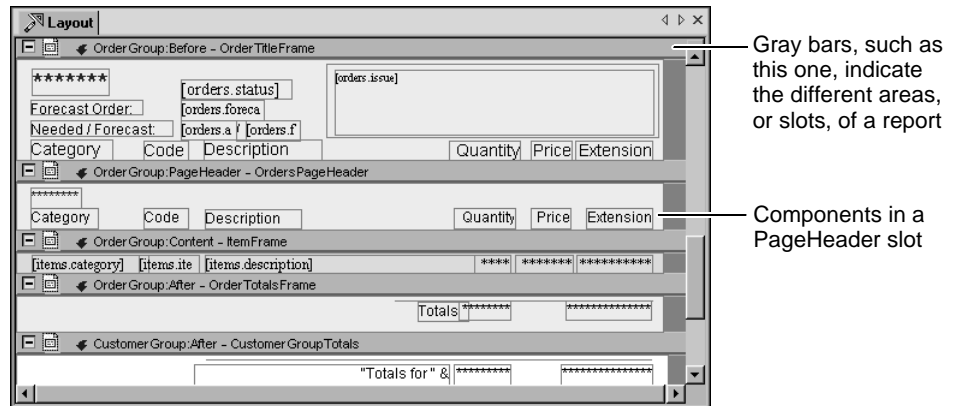 Layout
OrderGroup:Before - OrderTitleFrame
*******
[orders.status]
[orders.issue]
Forecast Order:
[orders.foreca
Needed / Forecast:
[orders.a / [orders.f
Category Code Description Quantity Price Extension
OrderGroup:PageHeader - OrdersPageHeader
********
Category Code Description Quantity Price Extension
OrderGroup:Content - ItemFrame
[items.category] [items.ite [items.description] **** ******* **********
OrderGroup:After - OrderTotalsFrame
Totals ******** **************
CustomerGroup:After - CustomerGroupTotals
"Totals for " & ********* ***************
Gray bars, such as
this one, indicate
the different areas,
or slots, of a report
Components in a
PageHeader slot